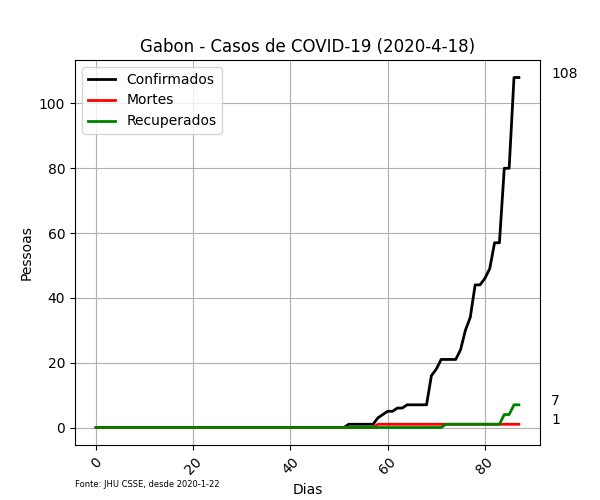 Gabon - Casos de COVID-19 (2020-4-18)
Confirmados
Mortes
Recuperados
108
100
80
60
40
20
0
7
1
Pessoas
0 20 40 60 80
Dias
Fonte: JHU CSSE, desde 2020-1-22